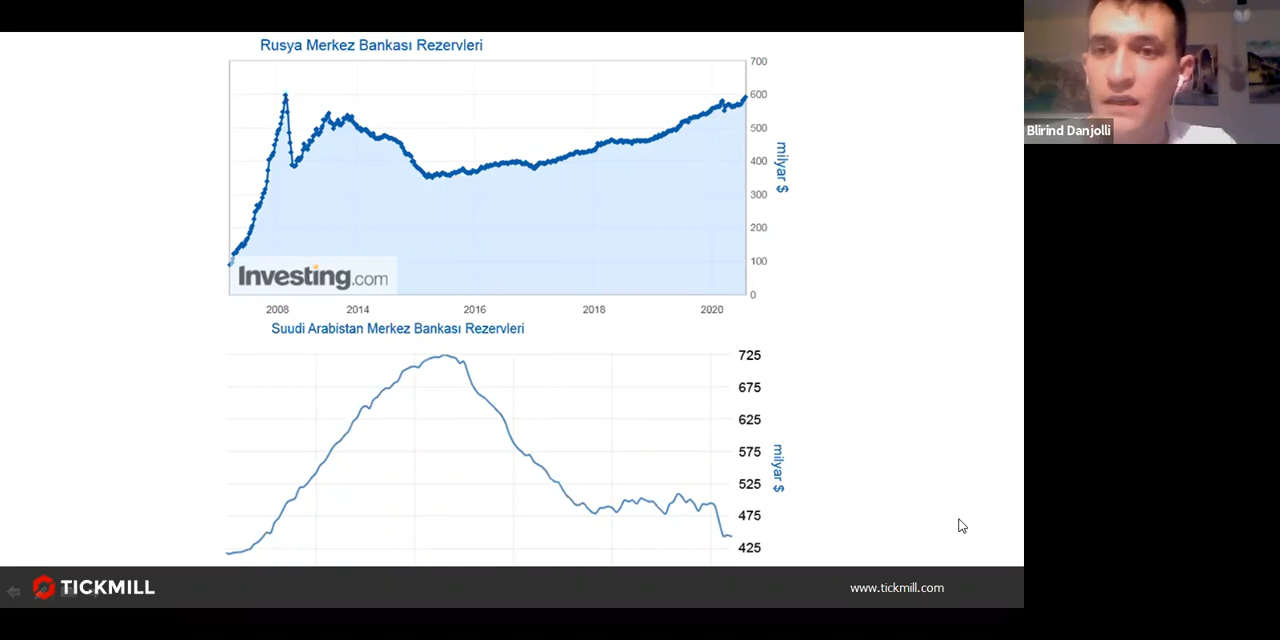 Rusya Merkez Bankası Rezervleri
700
600
500
400
300
200
100
0
milyar $
Investing.com
2008
2014
2016
2018
2020
Suudi Arabistan Merkez Bankası Rezervleri
725
675
625
575
525
475
425
milyar $
TICKMILL
www.tickmill.com
Blirind Danjolli